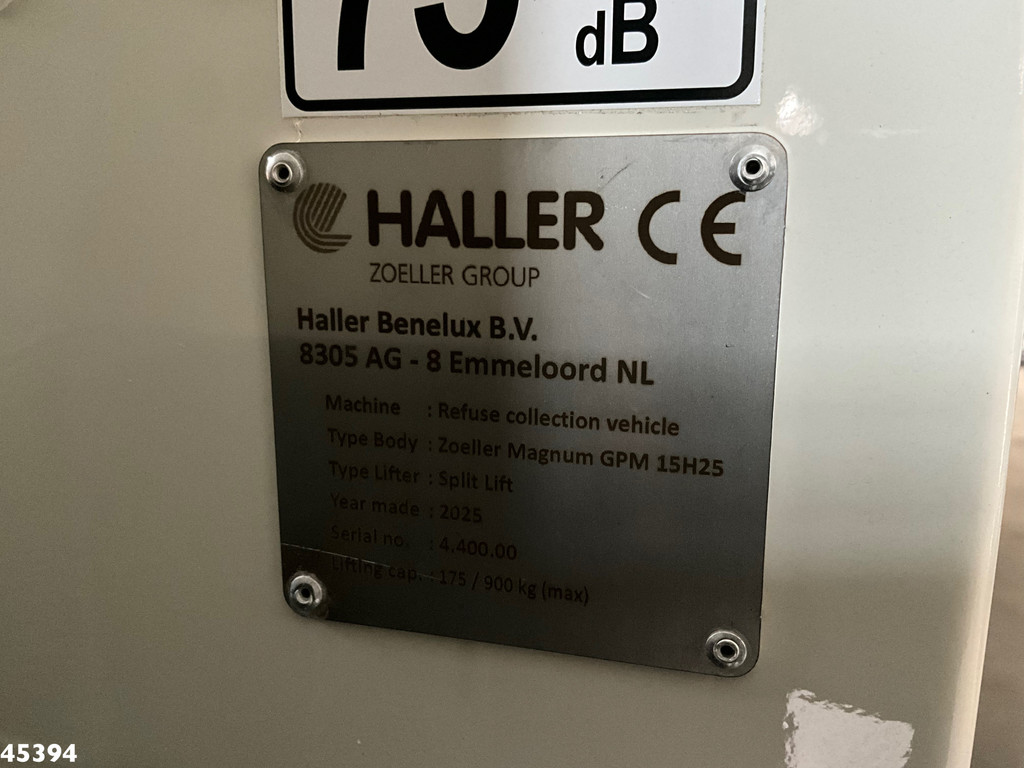 dB
HALLER CE
ZOELLER GROUP
Haller Benelux B.V.
8305 AG - 8 Emmeloord NL
Machine : Refuse collection vehicle
Type Body : Zoeller Magnum GPM 15H25
Type Lifter : Split Lift
Year made : 2025
Serial no. : 4.400.00
Lifting cap. : 175 / 900 kg (max)
45394